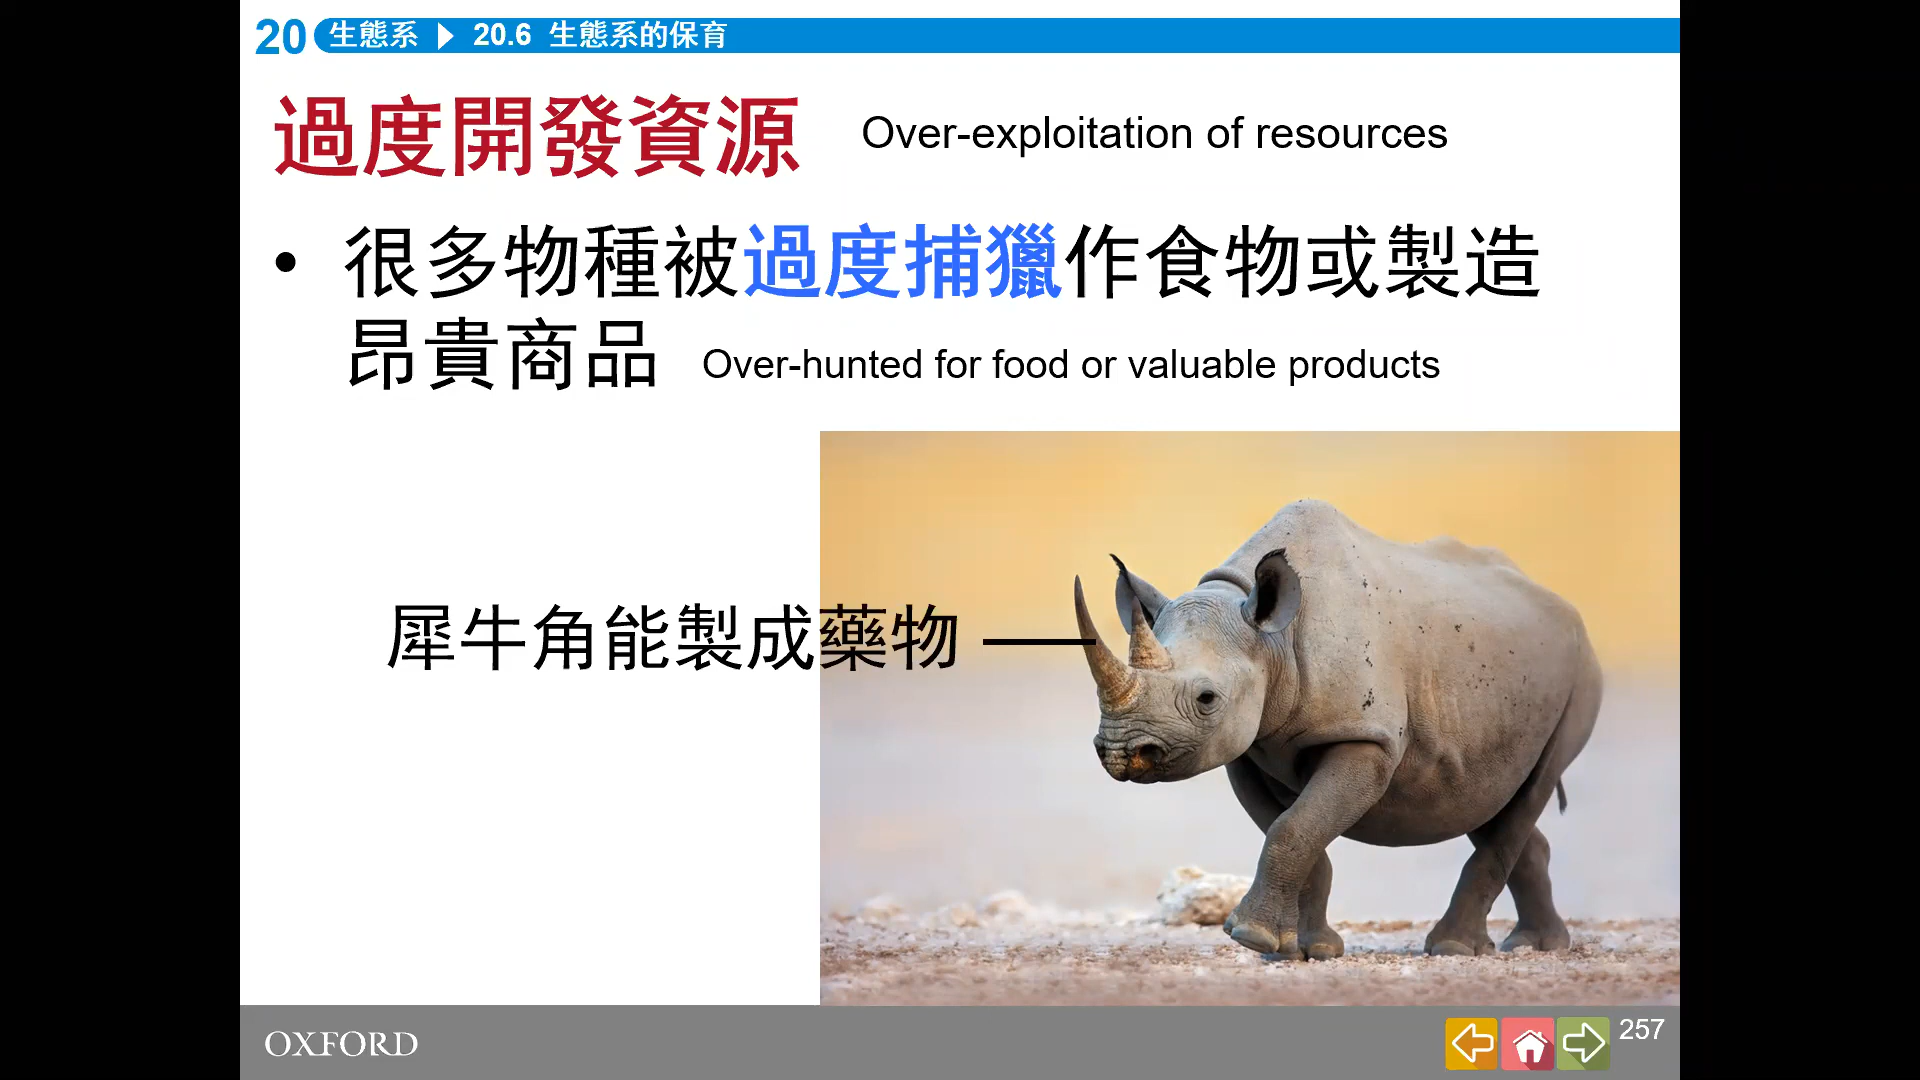 20 生態系 20.6 生態系的保育
過度開發資源 Over-exploitation of resources
• 很多物種被過度捕獵作食物或製造
昂貴商品 Over-hunted for food or valuable products
犀牛角能製成藥物
OXFORD
257